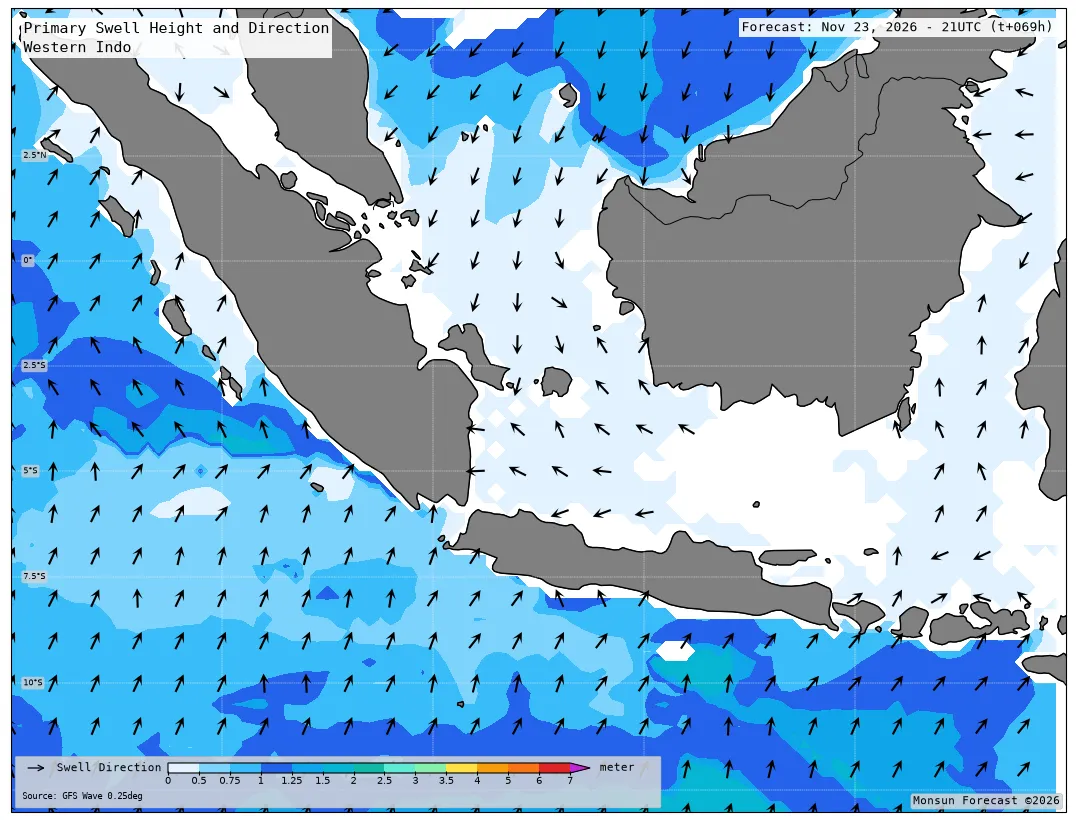 Primary Swell Height and Direction
Western Indo
Forecast: Nov 23, 2026 - 21UTC (t+069h)
2.5°N
0°
2.5°S
5°S
7.5°S
10°S
Swell Direction
0 0.5 0.75 1 1.25 1.5 2 2.5 3 3.5 4 5 6 7
meter
Source: GFS Wave 0.25deg
Monsun Forecast ©2026